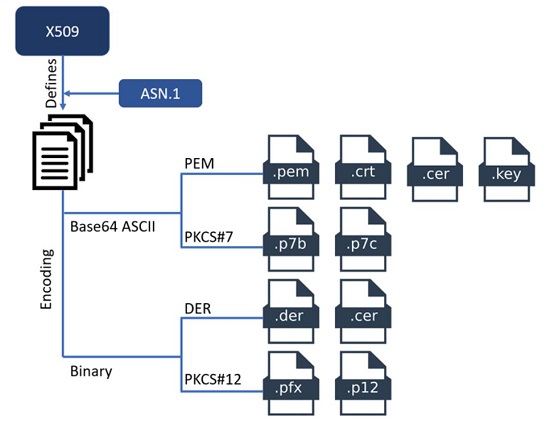 X509
Defines
ASN.1
PEM
.pem
.crt
.cer
.key
Base64 ASCII
PKCS#7
.p7b
.p7c
Encoding
DER
.der
.cer
Binary
PKCS#12
.pfx
.p12